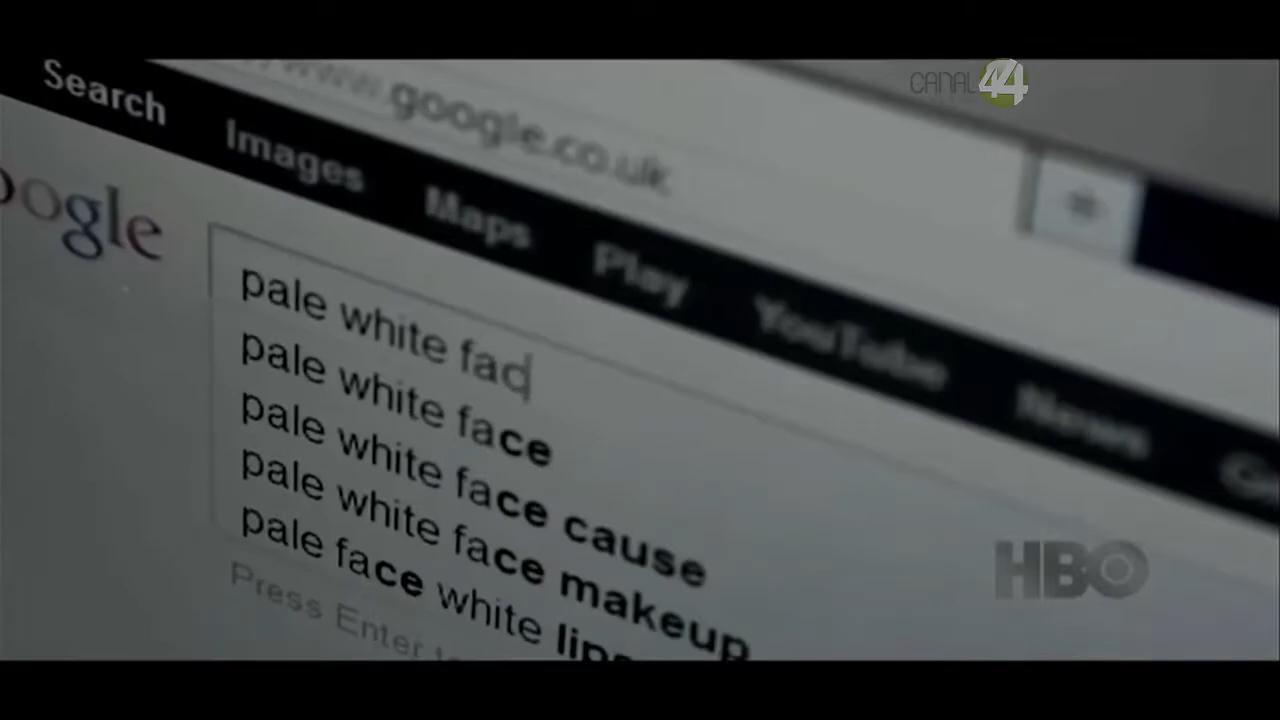 CANAL 44
www.google.co.uk
Search Images Maps Play YouTube News
oogle
pale white fac
pale white face
pale white face cause
pale white face makeup
pale face white
Press Enter
HBO